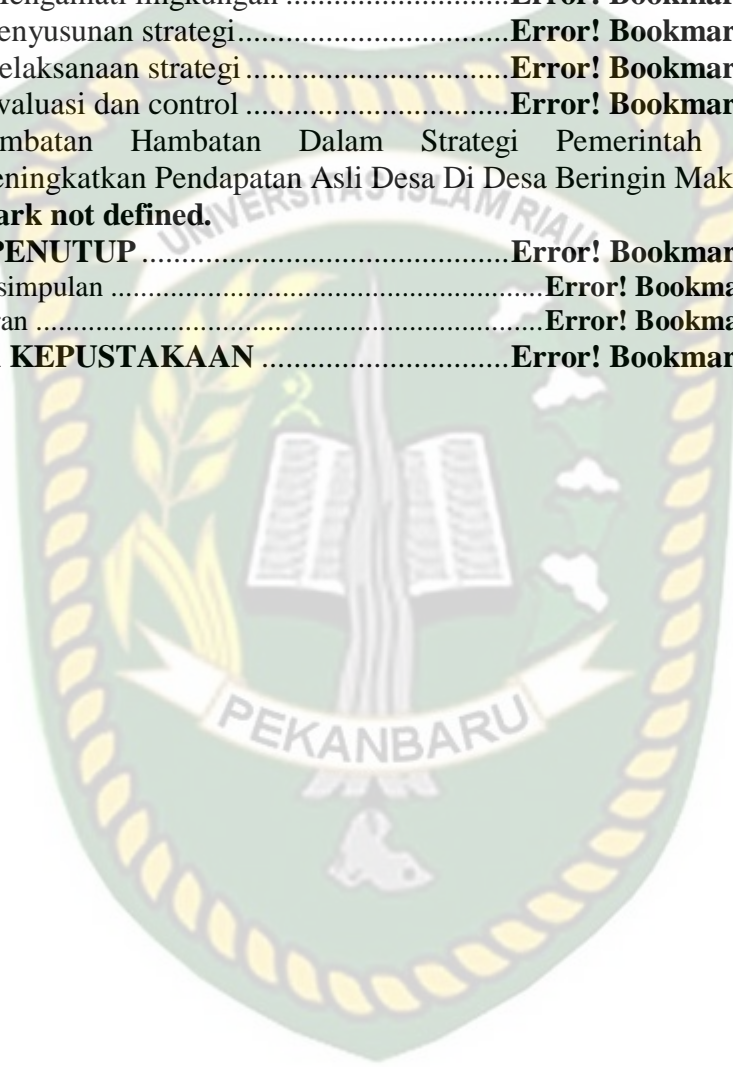 engamati lingkungan ..............................Error! Bookmar
enyusunan strategi....................................Error! Bookmar
elaksanaan strategi...................................Error! Bookmar
valuasi dan control ...................................Error! Bookmar
mbatan Hambatan Dalam Strategi Pemerintah
eningkatkan Pendapatan Asli Desa Di Desa Beringin Mak
ark not defined.
PENUTUP .................................................Error! Bookmar
simpulan .................................................................Error! Bookma
ran ............................................................................Error! Bookma
KEPUSTAKAAN .................................Error! Bookmar
UNIVERSITAS ISLAM RIAU
PEKANBARU